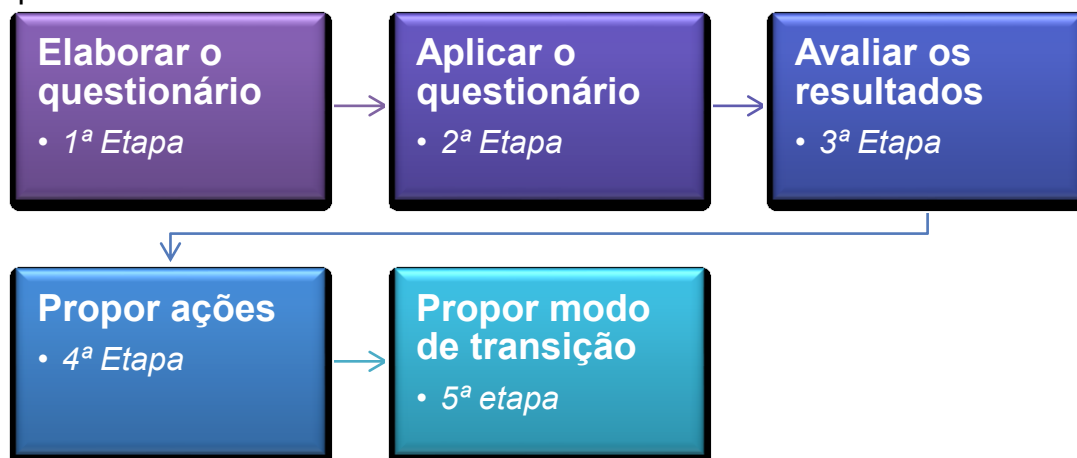 Elaborar o
questionário
• 1ª Etapa
Aplicar o
questionário
• 2ª Etapa
Avaliar os
resultados
• 3ª Etapa
Propor ações
• 4ª Etapa
Propor modo
de transição
• 5ª etapa